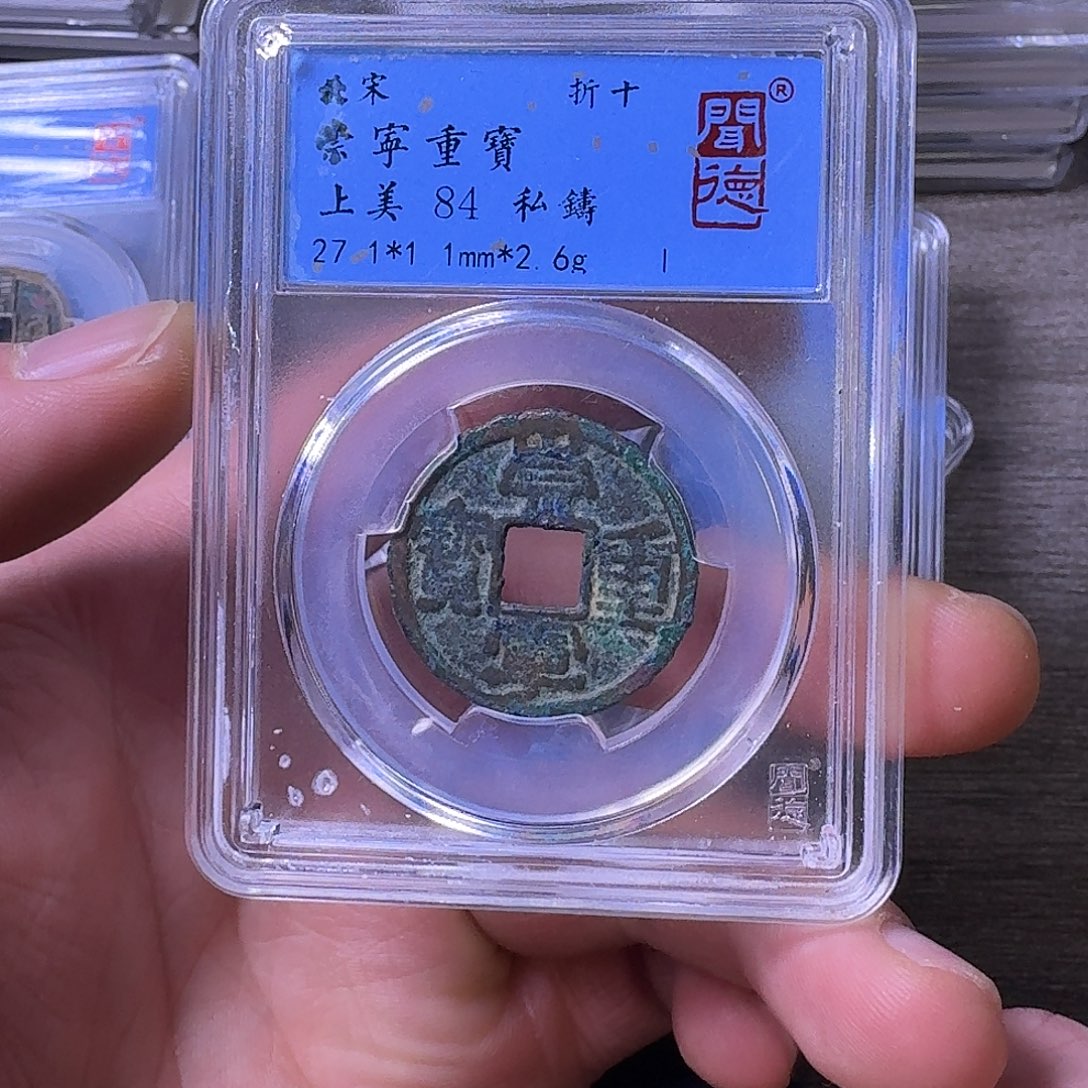 北宋 折十
崇寧重寶
上美 84 私鑄
27.1*1.1mm*2.6g
聞德®
崇
重
寧
寶
聞德